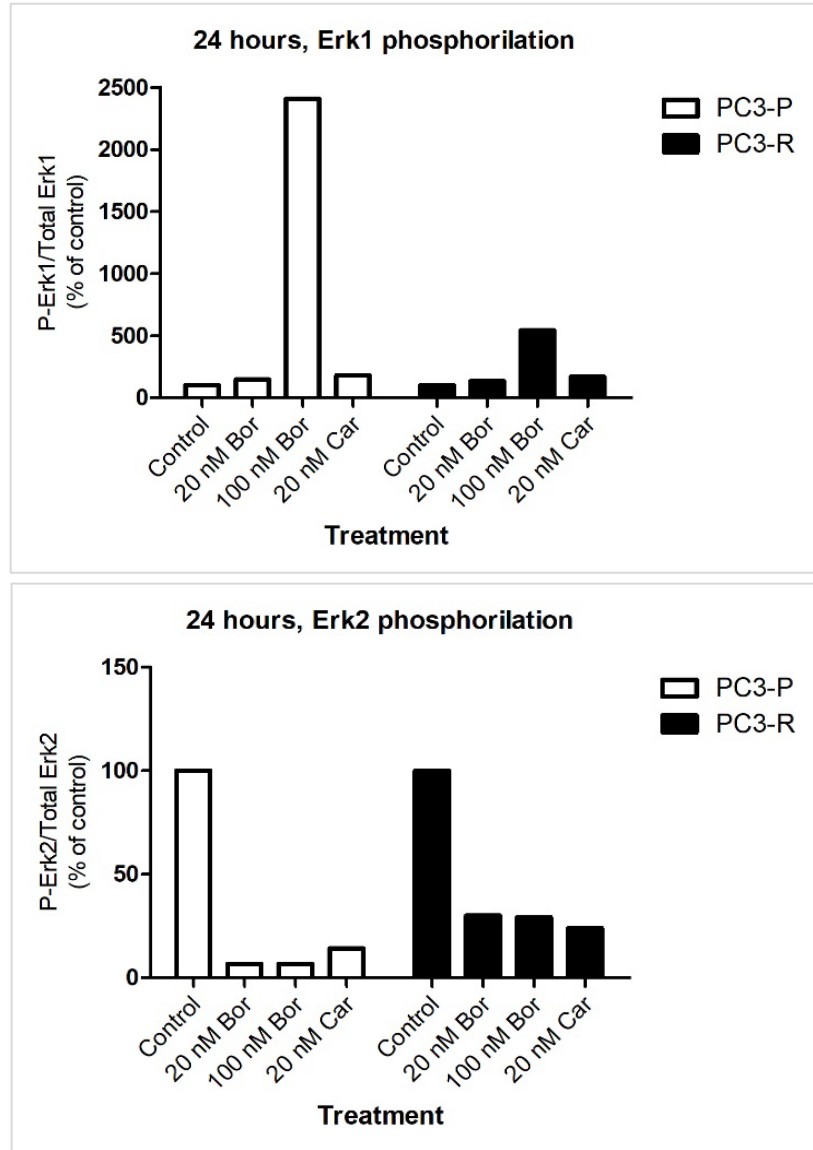 24 hours, Erk1 phosphorilation
P-Erk1/Total Erk1
(% of control)
2500
2000
1500
1000
500
0
PC3-P
PC3-R
Control
20 nM Bor
100 nM Bor
20 nM Car
Control
20 nM Bor
100 nM Bor
20 nM Car
Treatment
24 hours, Erk2 phosphorilation
P-Erk2/Total Erk2
(% of control)
150
100
50
0
PC3-P
PC3-R
Control
20 nM Bor
100 nM Bor
20 nM Car
Control
20 nM Bor
100 nM Bor
20 nM Car
Treatment